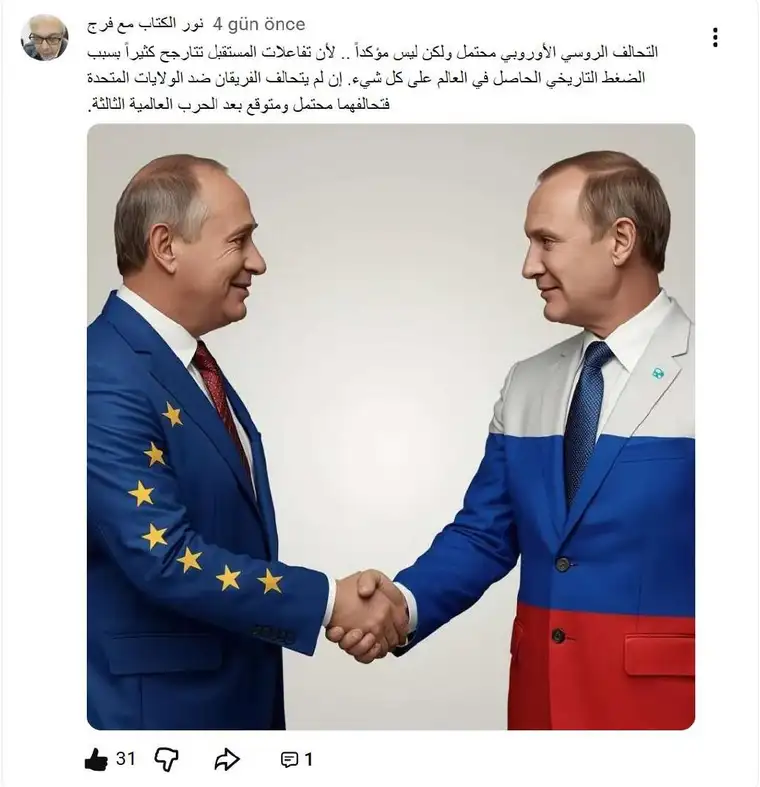 نور الكتاب مع فرج 4 gün önce
التحالف الروسي الأوروبي محتمل ولكن ليس مؤكداً .. لأن تفاعلات المستقبل تتارجح كثيراً بسبب
الضغط التاريخي الحاصل في العالم على كل شيء. إن لم يتحالف الفريقان ضد الولايات المتحدة
فتحالفهما محتمل ومتوقع بعد الحرب العالمية الثالثة.
31 1